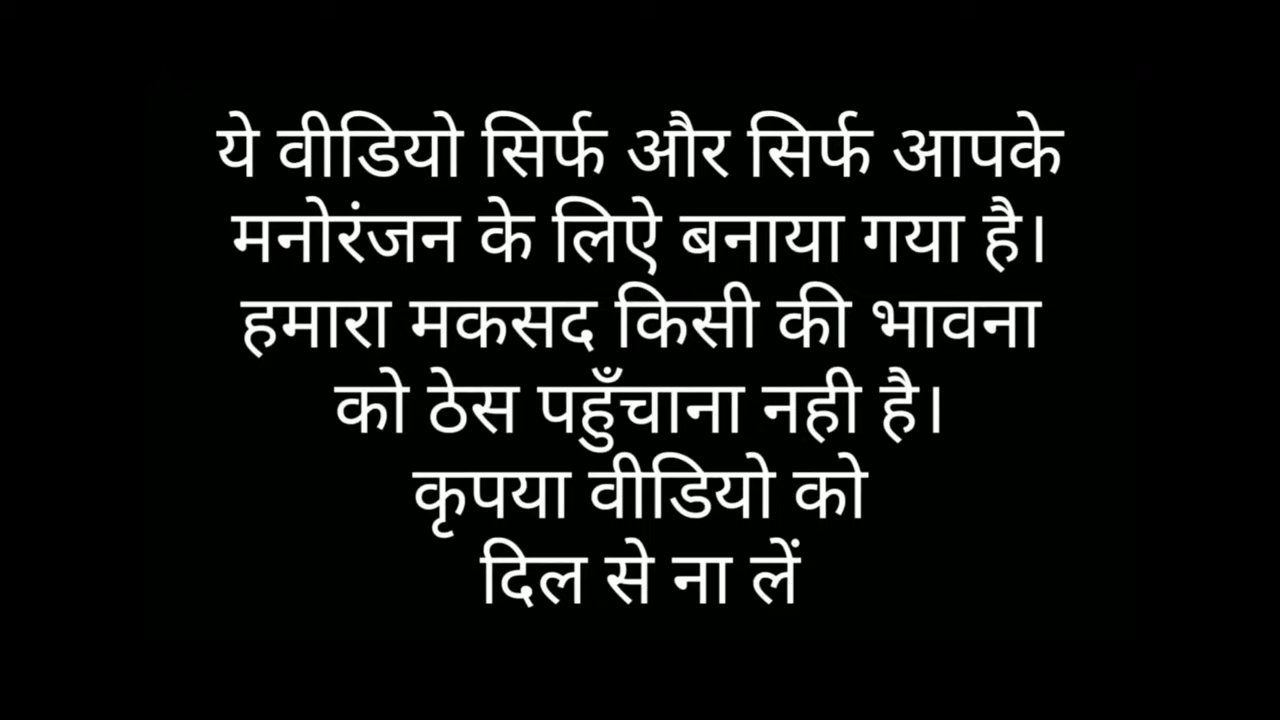 ये वीडियो सिर्फ और सिर्फ आपके
मनोरंजन के लिऐ बनाया गया है।
हमारा मकसद किसी की भावना
को ठेस पहुँचाना नही है।
कृपया वीडियो को
दिल से ना लें